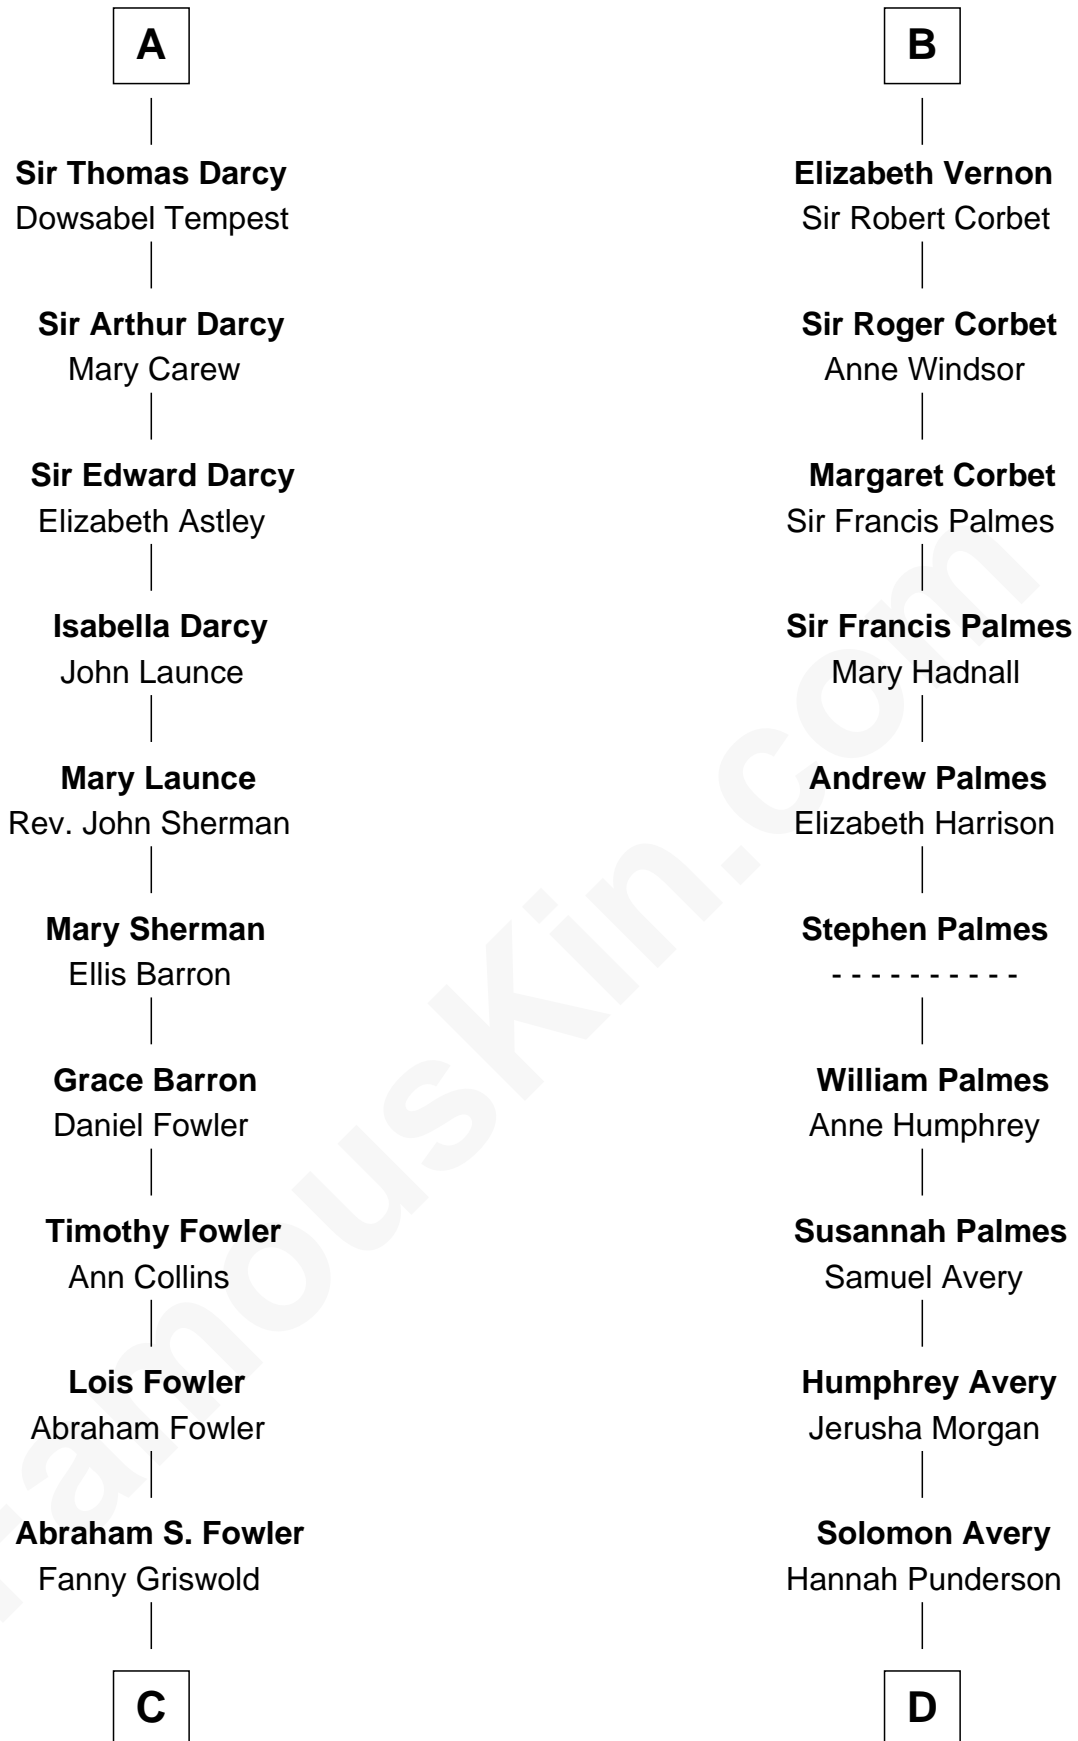 A
Sir Thomas Darcy
Dowsabel Tempest
Sir Arthur Darcy
Mary Carew
Sir Edward Darcy
Elizabeth Astley
Isabella Darcy
John Launce
Mary Launce
Rev. John Sherman
Mary Sherman
Ellis Barron
Grace Barron
Daniel Fowler
Timothy Fowler
Ann Collins
Lois Fowler
Abraham Fowler
Abraham S. Fowler
Fanny Griswold
C
B
Elizabeth Vernon
Sir Robert Corbet
Sir Roger Corbet
Anne Windsor
Margaret Corbet
Sir Francis Palmes
Sir Francis Palmes
Mary Hadnall
Andrew Palmes
Elizabeth Harrison
Stephen Palmes
- - - - - - - - - -
William Palmes
Anne Humphrey
Susannah Palmes
Samuel Avery
Humphrey Avery
Jerusha Morgan
Solomon Avery
Hannah Punderson
D
FamousKin.com